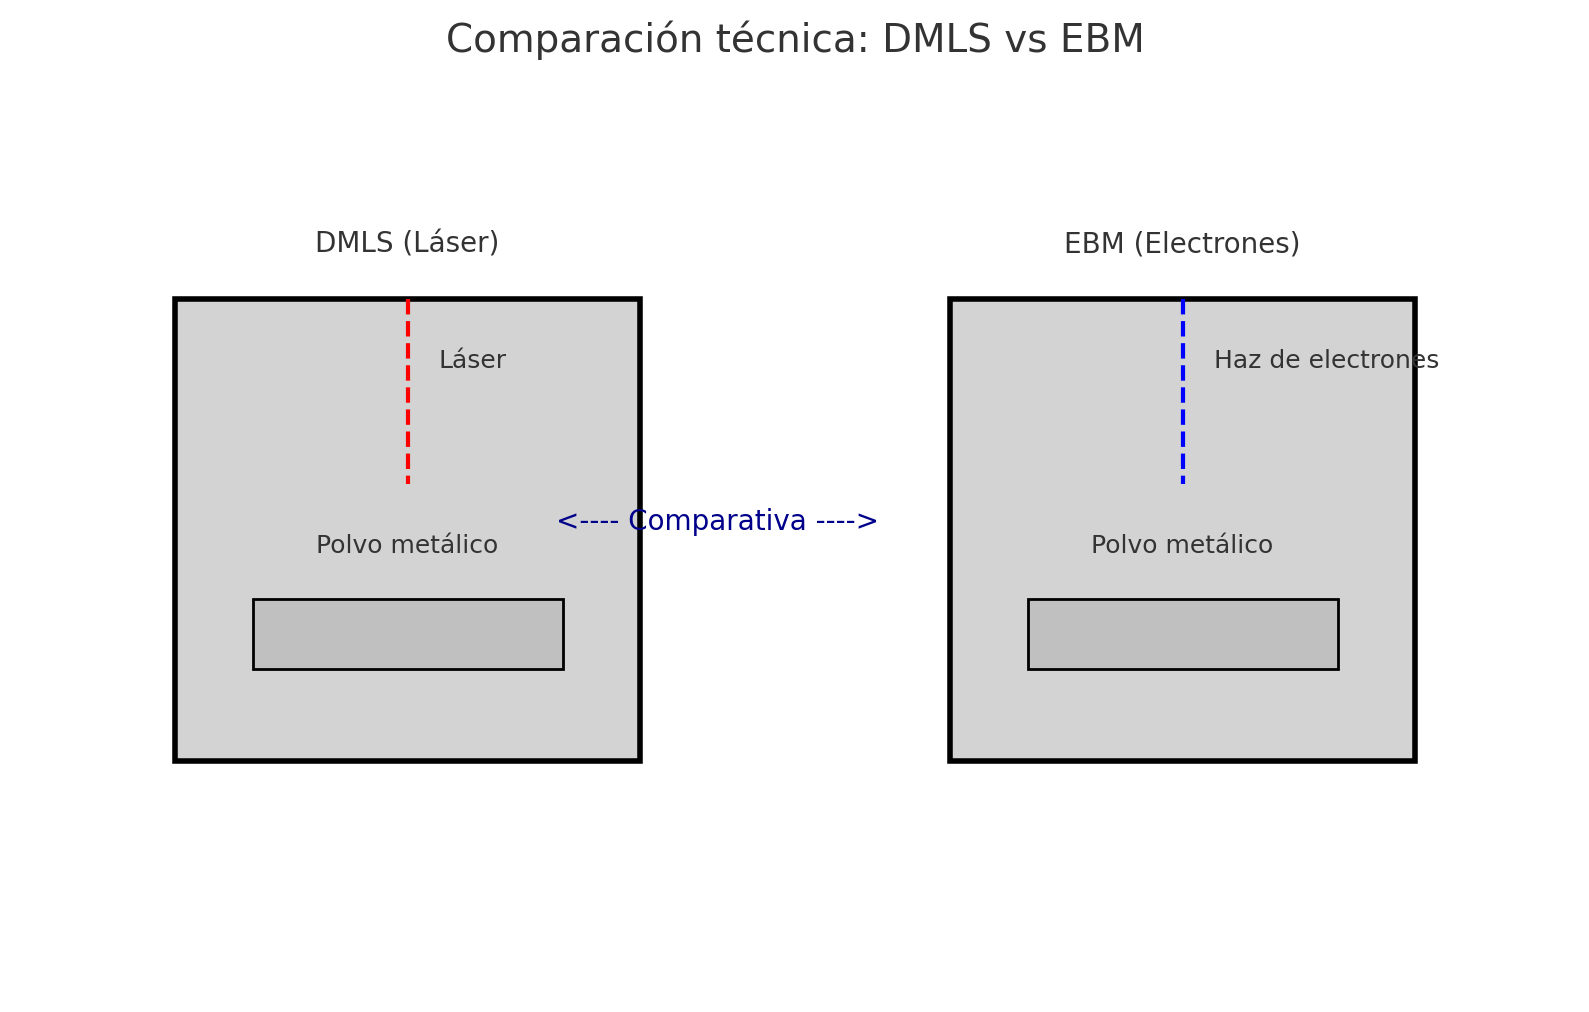 Comparación técnica: DMLS vs EBM
DMLS (Láser)
EBM (Electrones)
Láser
Haz de electrones
<---- Comparativa ---->
Polvo metálico
Polvo metálico